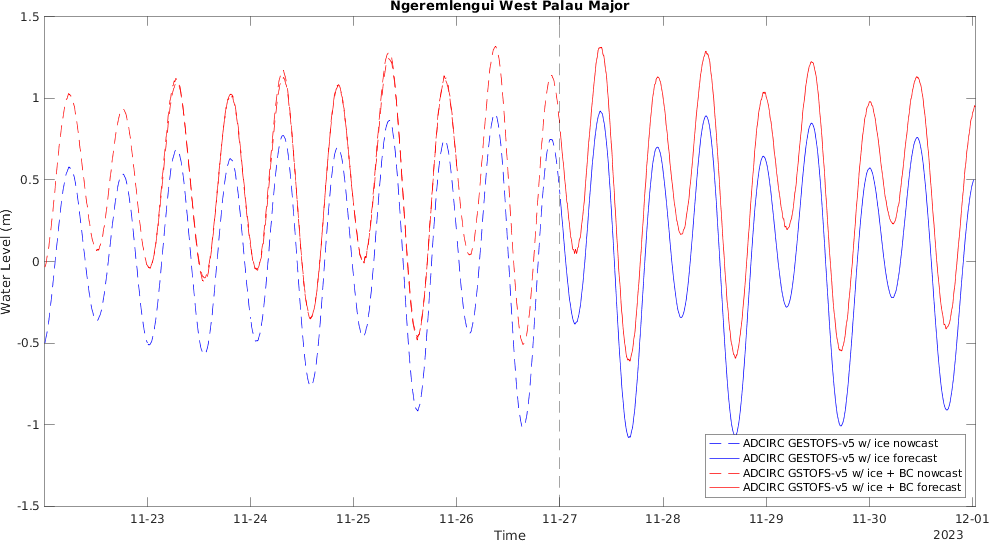 Ngeremlengui West Palau Major
1.5
1
0.5
0
-0.5
-1
-1.5
Water Level (m)
ADCIRC GESTOFS-v5 w/ ice nowcast
ADCIRC GESTOFS-v5 w/ ice forecast
ADCIRC GSTOFS-v5 w/ ice + BC nowcast
ADCIRC GSTOFS-v5 w/ ice + BC forecast
11-23 11-24 11-25 11-26 11-27 11-28 11-29 11-30 12-01
Time
2023